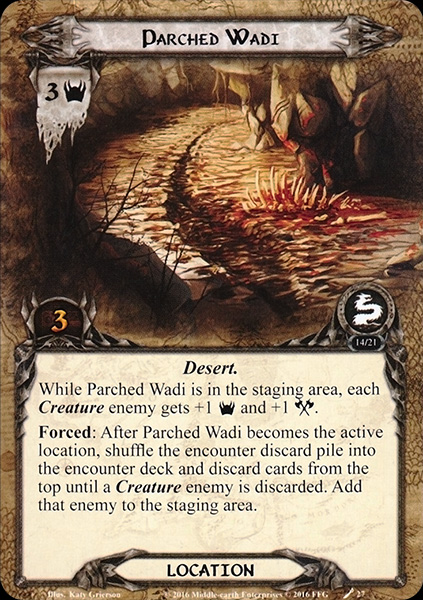 Parched Wadi
3
3
14/21
Desert.
While Parched Wadi is in the staging area, each
Creature enemy gets +1 and +1 .
Forced: After Parched Wadi becomes the active
location, shuffle the encounter discard pile into
the encounter deck and discard cards from the
top until a Creature enemy is discarded. Add
that enemy to the staging area.
LOCATION
Illus. Katy Grierson © 2016 Middle-earth Enterprises © 2016 FFG 27